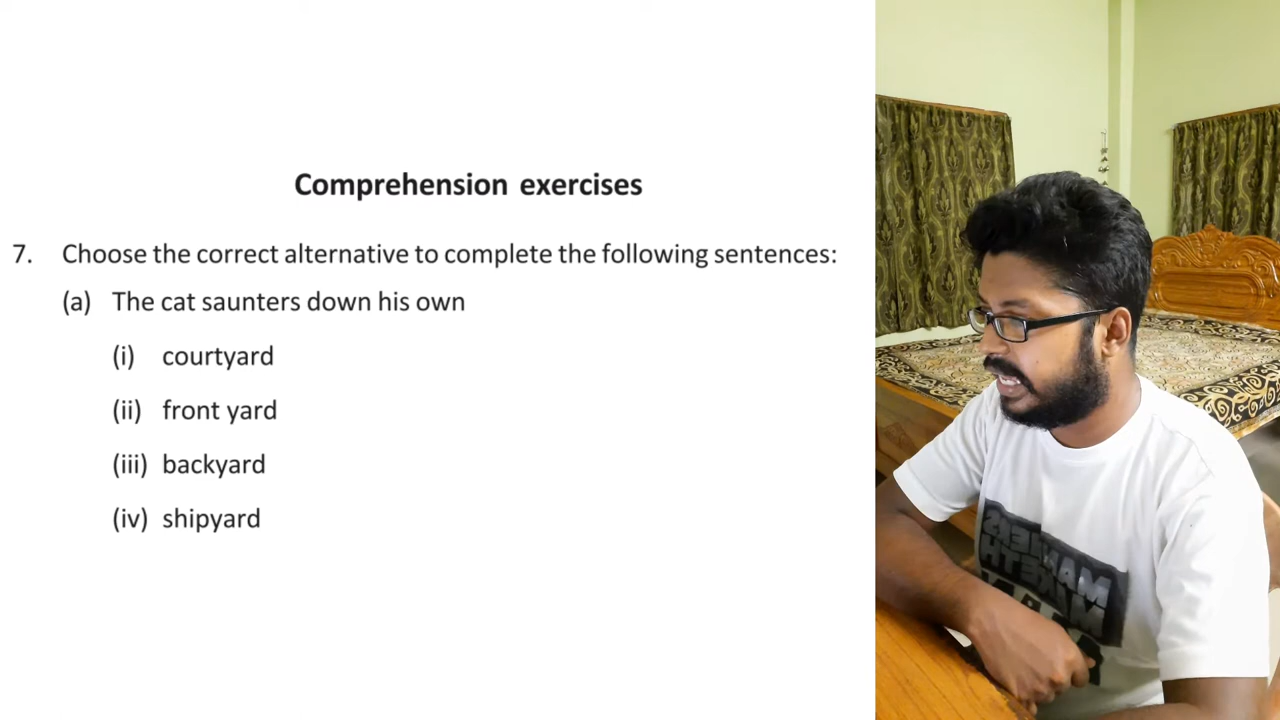 Comprehension exercises
7. Choose the correct alternative to complete the following sentences:
(a) The cat saunters down his own
(i) courtyard
(ii) front yard
(iii) backyard
(iv) shipyard